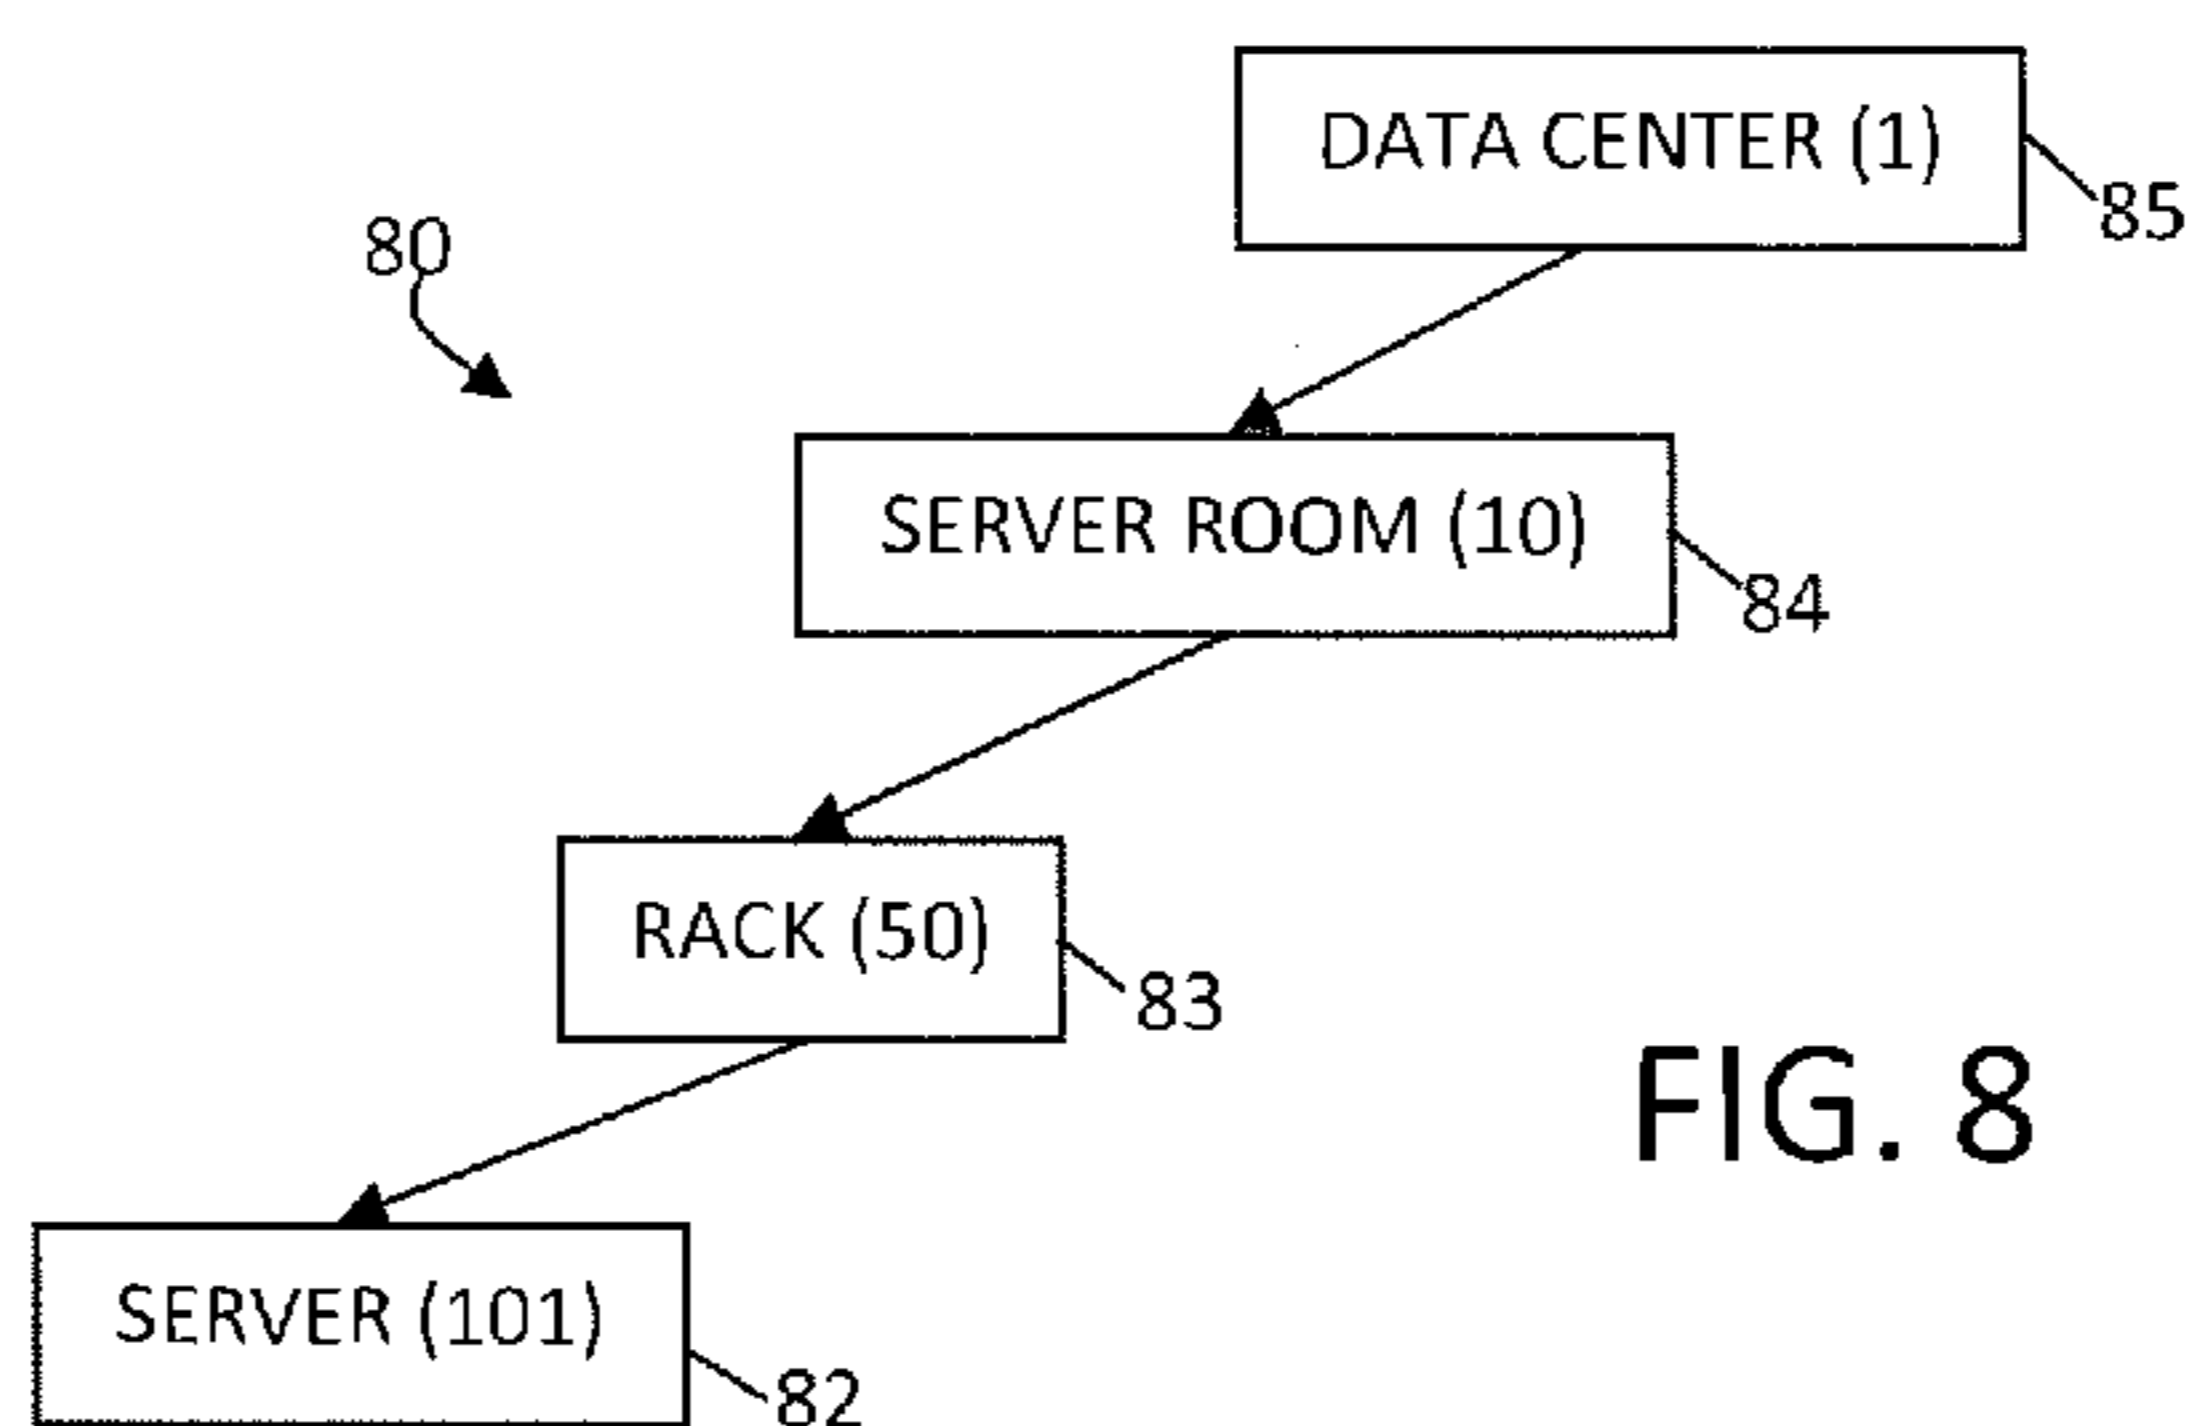 DATA CENTER (1)
85
80
SERVER ROOM (10)
84
RACK (50)
83
FIG. 8
SERVER (101)
82